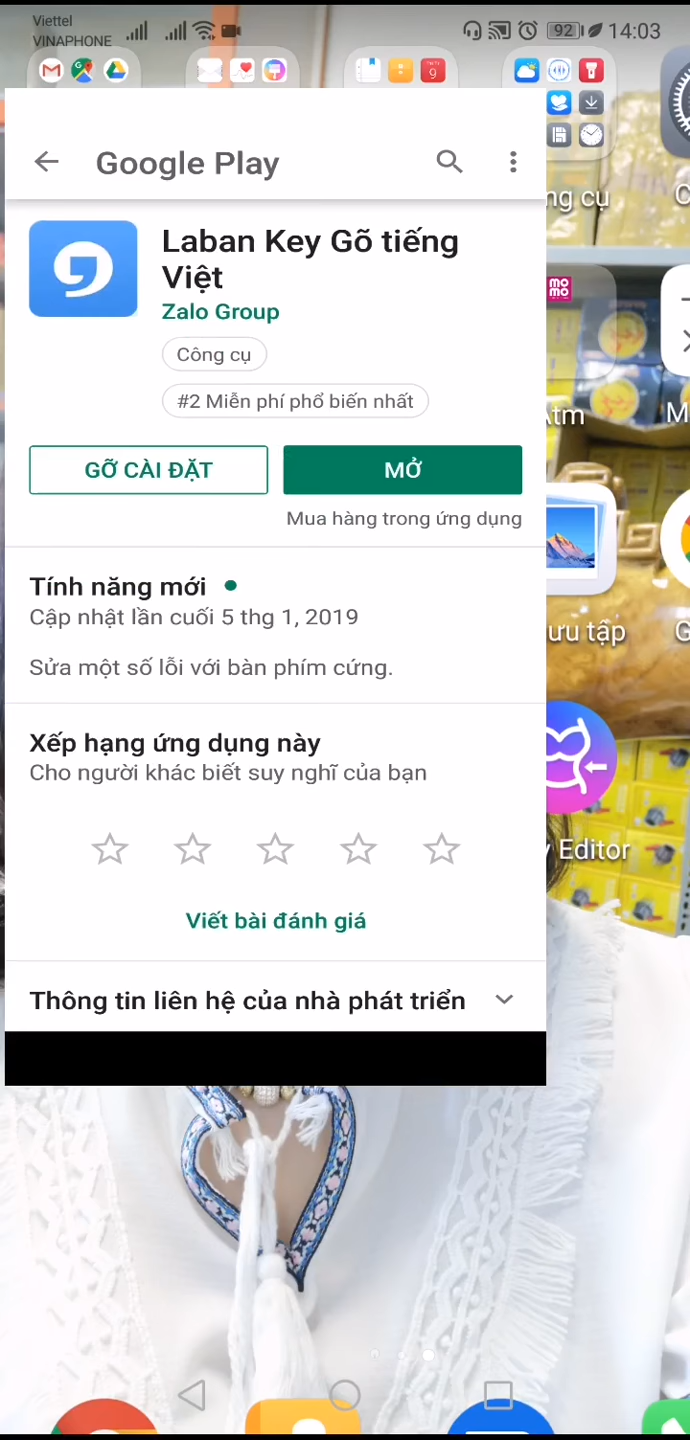 Viettel
VINAPHONE
92
14:03
9
Google Play
ng cụ
C
Laban Key Gõ tiếng
Việt
Zalo Group
Công cụ
#2 Miễn phí phổ biến nhất
mo
mo
Atm
M
GỠ CÀI ĐẶT
MỞ
Mua hàng trong ứng dụng
Tính năng mới
Cập nhật lần cuối 5 thg 1, 2019
ưu tập
G
Sửa một số lỗi với bàn phím cứng.
Xếp hạng ứng dụng này
Cho người khác biết suy nghĩ của bạn
y Editor
Viết bài đánh giá
Thông tin liên hệ của nhà phát triển